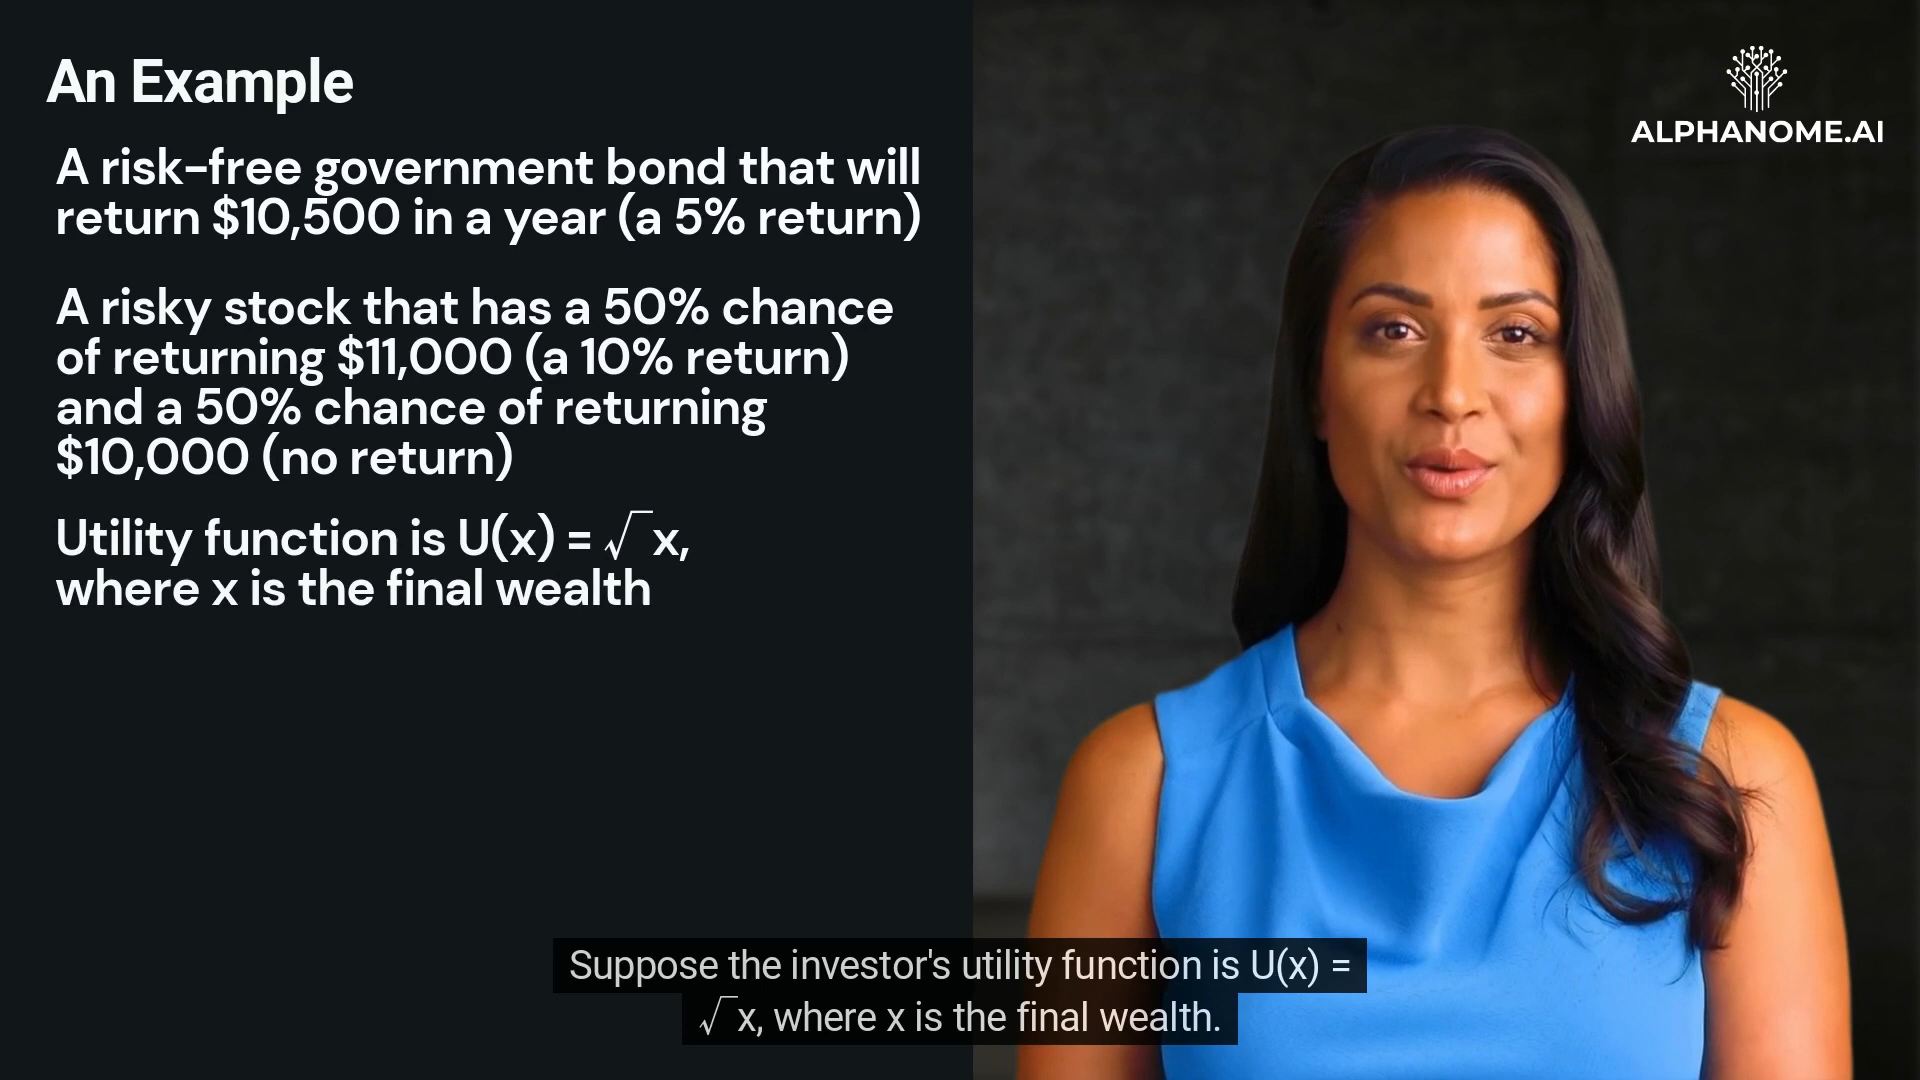 An Example
A risk-free government bond that will
return $10,500 in a year (a 5% return)
A risky stock that has a 50% chance
of returning $11,000 (a 10% return)
and a 50% chance of returning
$10,000 (no return)
Utility function is U(x) = √x,
where x is the final wealth
ALPHANOME.AI
Suppose the investor's utility function is U(x) =
√x, where x is the final wealth.